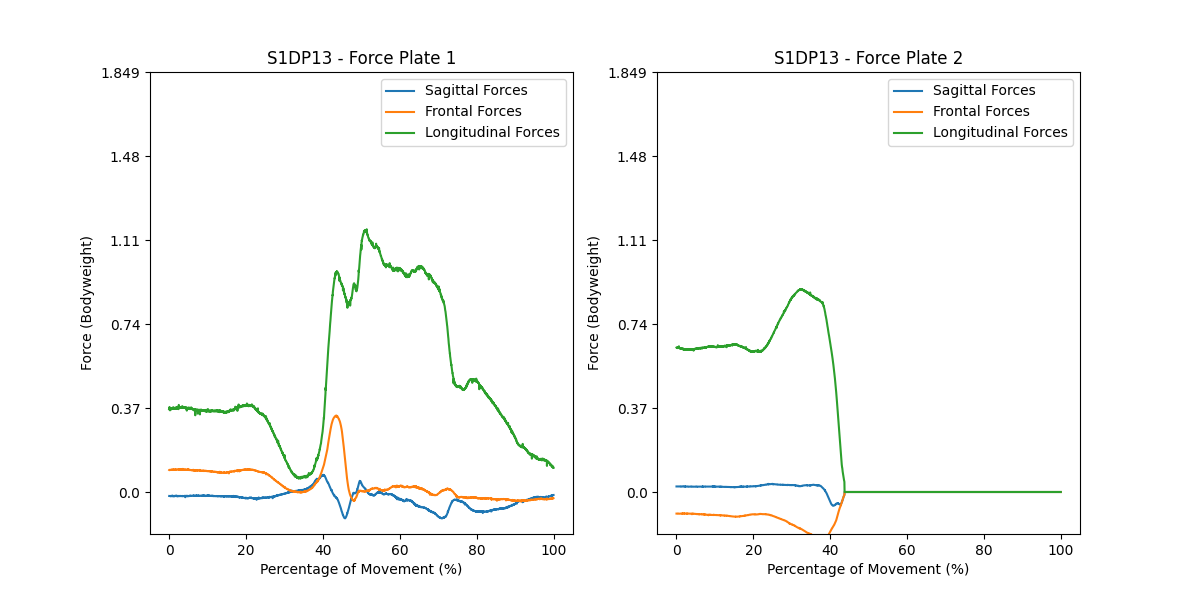 S1DP13 - Force Plate 1
1.849
1.48
1.11
0.74
0.37
0.0
Force (Bodyweight)
Sagittal Forces
Frontal Forces
Longitudinal Forces
0 20 40 60 80 100
Percentage of Movement (%)
S1DP13 - Force Plate 2
1.849
1.48
1.11
0.74
0.37
0.0
Force (Bodyweight)
Sagittal Forces
Frontal Forces
Longitudinal Forces
0 20 40 60 80 100
Percentage of Movement (%)